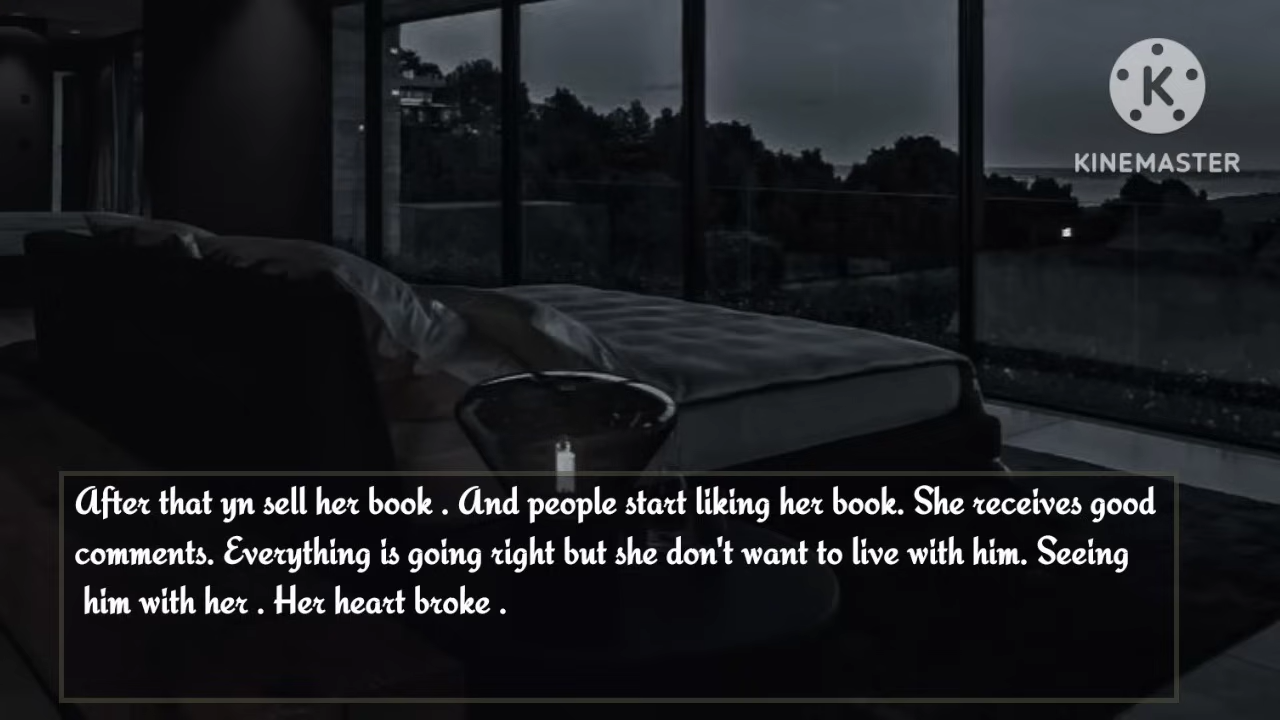 KINEMASTER
After that yn sell her book . And people start liking her book. She receives good
comments. Everything is going right but she don't want to live with him. Seeing
him with her . Her heart broke .